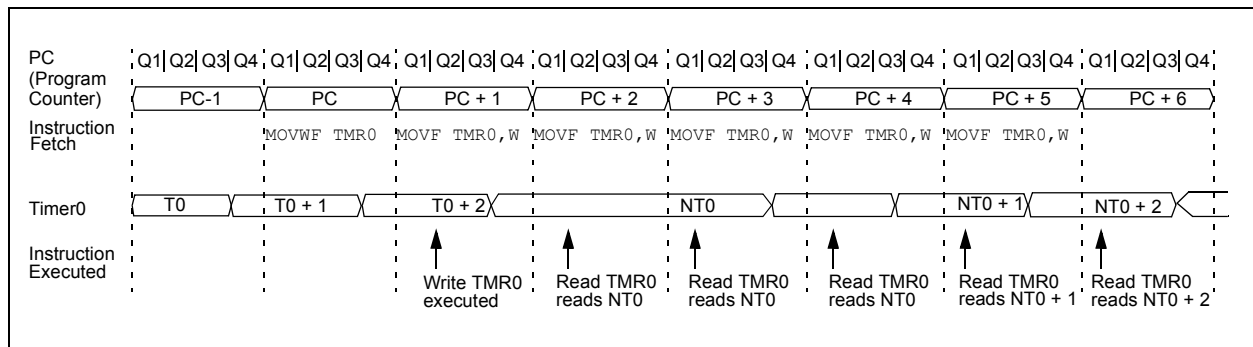 PC
(Program
Counter)
Q1 Q2 Q3 Q4 Q1 Q2 Q3 Q4 Q1 Q2 Q3 Q4 Q1 Q2 Q3 Q4 Q1 Q2 Q3 Q4 Q1 Q2 Q3 Q4 Q1 Q2 Q3 Q4 Q1 Q2 Q3 Q4
PC-1 PC PC + 1 PC + 2 PC + 3 PC + 4 PC + 5 PC + 6
Instruction
Fetch
MOVWF TMR0 MOVF TMR0,W MOVF TMR0,W MOVF TMR0,W MOVF TMR0,W MOVF TMR0,W
Timer0
T0 T0 + 1 T0 + 2 NT0 NT0 + 1 NT0 + 2
Instruction
Executed
Write TMR0
executed
Read TMR0
reads NT0
Read TMR0
reads NT0
Read TMR0
reads NT0
Read TMR0
reads NT0 + 1
Read TMR0
reads NT0 + 2